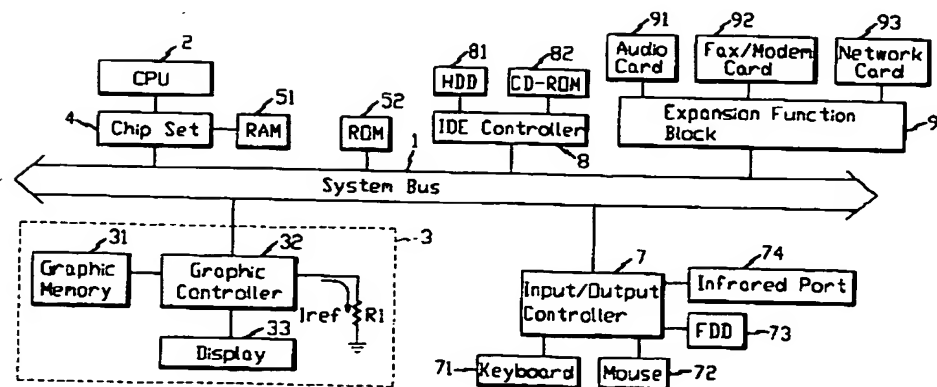 91
92
93
2
81
82
Audio
Card
Fax/Modem
Card
Network
Card
CPU
51
HDD
CD-ROM
4
52
Chip Set
RAM
ROM
IDE Controller
Expansion Function
Block
9
1
8
System Bus
31
32
3
7
74
Graphic
Memory
Graphic
Controller
Input/Output
Controller
Infrared Port
Iref
R1
33
FDD
73
Display
71
Keyboard
Mouse
72